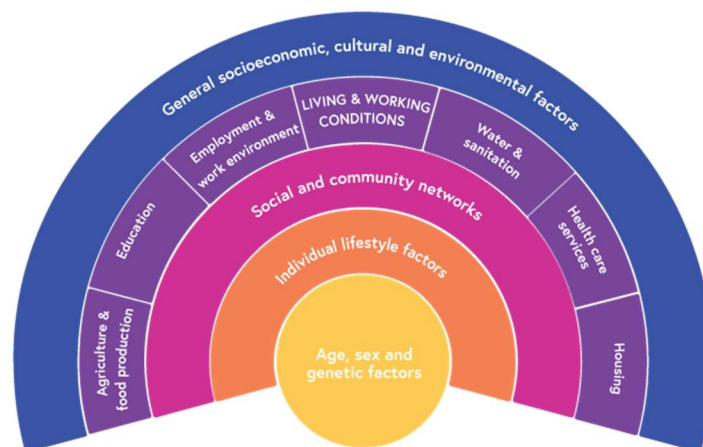 General socioeconomic, cultural and environmental factors
Agriculture &
food production
Education
Employment &
work environment
LIVING & WORKING
CONDITIONS
Water &
sanitation
Health care
services
Housing
Social and community networks
Individual lifestyle factors
Age, sex and
genetic factors